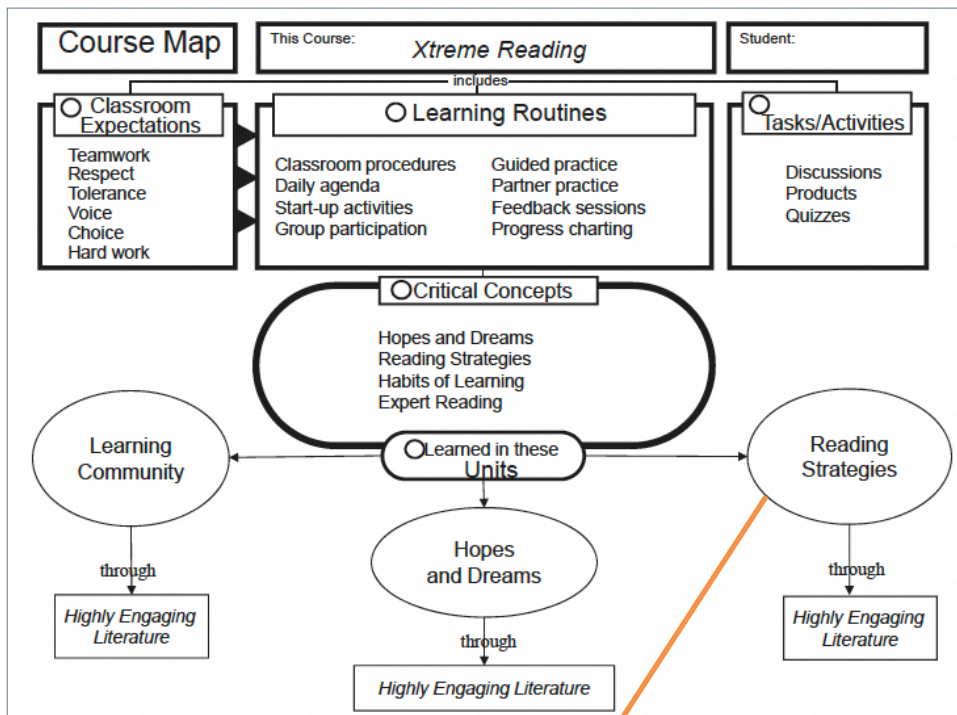 Course Map
This Course:
Xtreme Reading
Student:
includes
Classroom
Expectations
Teamwork
Respect
Tolerance
Voice
Choice
Hard work
Learning Routines
Classroom procedures
Daily agenda
Start-up activities
Group participation
Guided practice
Partner practice
Feedback sessions
Progress charting
Tasks/Activities
Discussions
Products
Quizzes
Critical Concepts
Hopes and Dreams
Reading Strategies
Habits of Learning
Expert Reading
Learned in these
Units
Learning
Community
through
Highly Engaging
Literature
Hopes
and Dreams
through
Highly Engaging Literature
Reading
Strategies
through
Highly Engaging
Literature